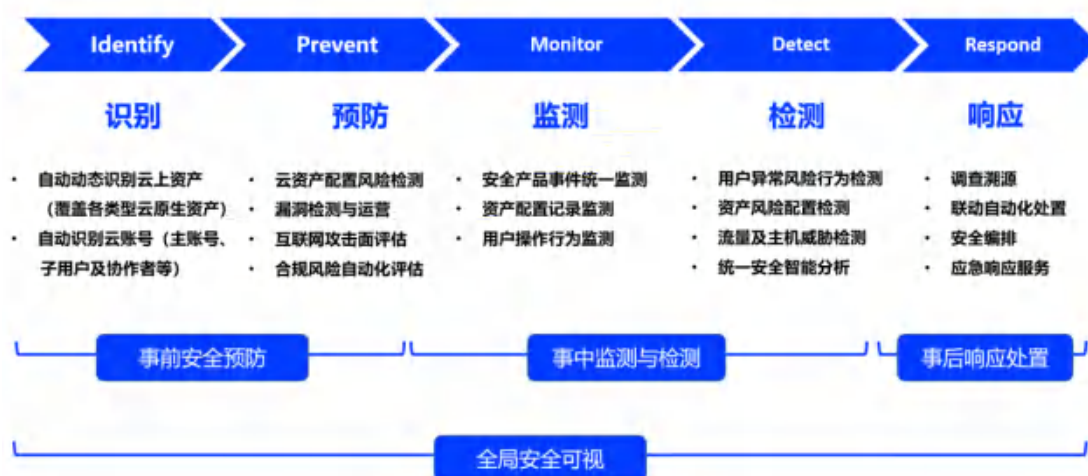 Identify
Prevent
Monitor
Detect
Respond
识别
预防
监测
检测
响应
• 自动动态识别云上资产
（覆盖各类型云原生资产）
• 自动识别云账号（主账号、
子用户及协作者等）
• 云资产配置风险检测
• 漏洞检测与运营
• 互联网攻击面评估
• 合规风险自动化评估
• 安全产品事件统一监测
• 资产配置记录监测
• 用户操作行为监测
• 用户异常风险行为检测
• 资产风险配置检测
• 流量及主机威胁检测
• 统一安全智能分析
• 调查溯源
• 联动自动化处置
• 安全编排
• 应急响应服务
事前安全预防
事中监测与检测
事后响应处置
全局安全可视